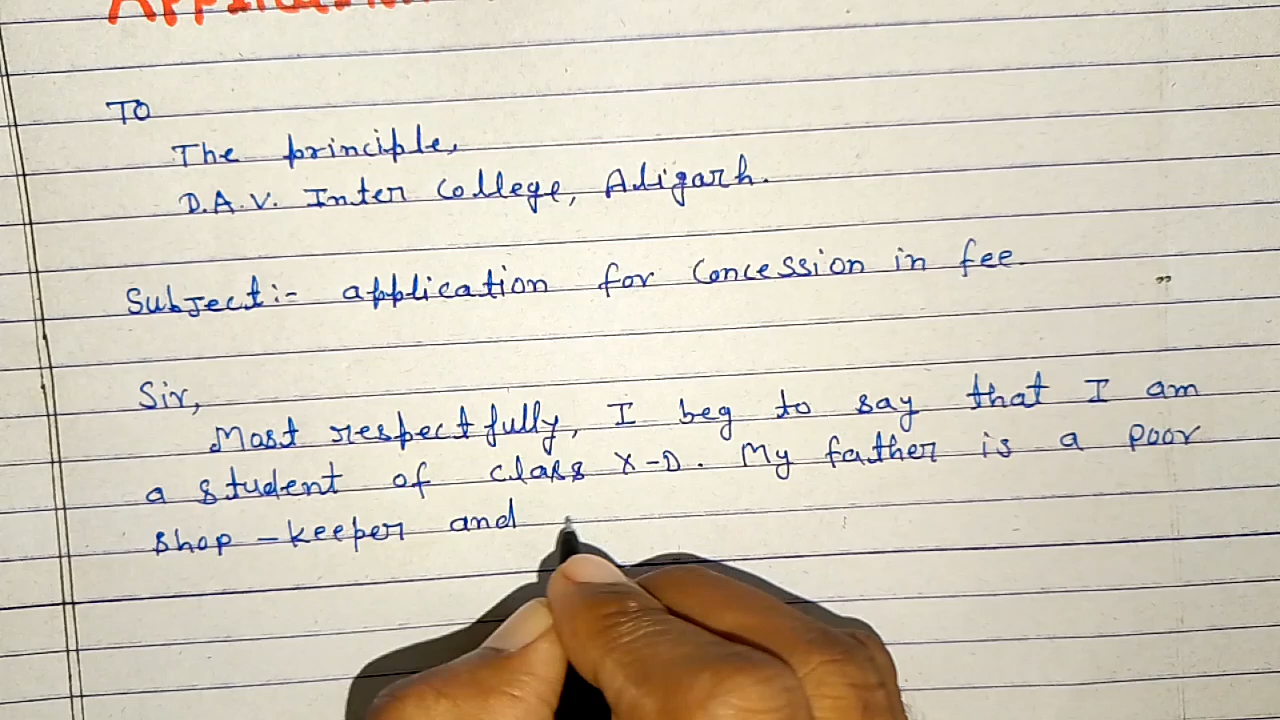 To
The principle,
D.A.V. Inter College, Aligarh.
Subject:- application for Concession in fee.
”
Sir,
Most respectfully, I beg to say that I am
a student of class X-D. My father is a poor
shop-keeper and